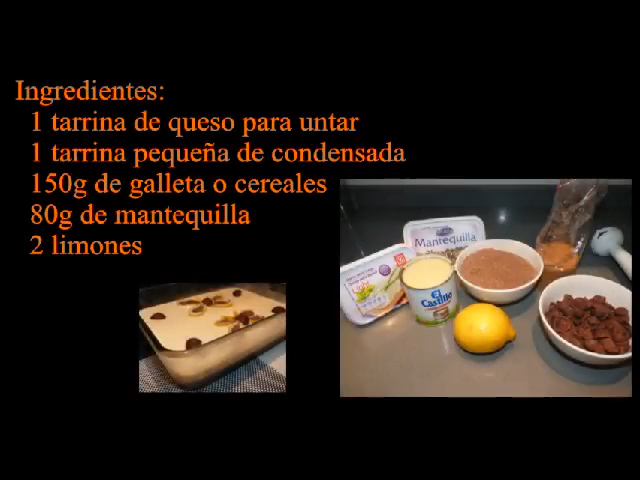 Ingredientes:
1 tarrina de queso para untar
1 tarrina pequeña de condensada
150g de galleta o cereales
80g de mantequilla
2 limones
Mantequilla
El
Castillo